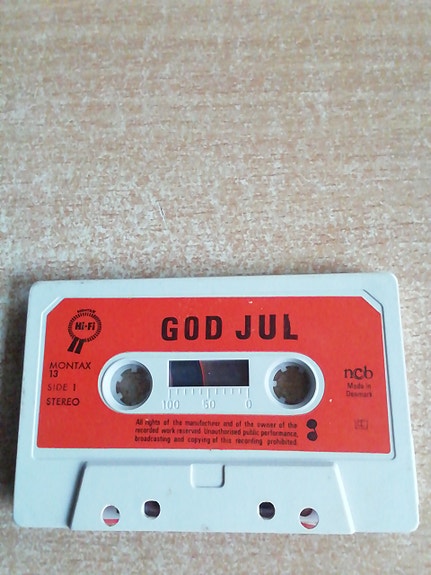 GOD JUL
Hi-Fi
MONTAX
13
SIDE 1
STEREO
ncb
Made in
Denmark
100 50 0
All rights of the manufacturer and of the owner of the
recorded work reserved. Unauthorized public performance,
broadcasting and copying of this recording prohibited.